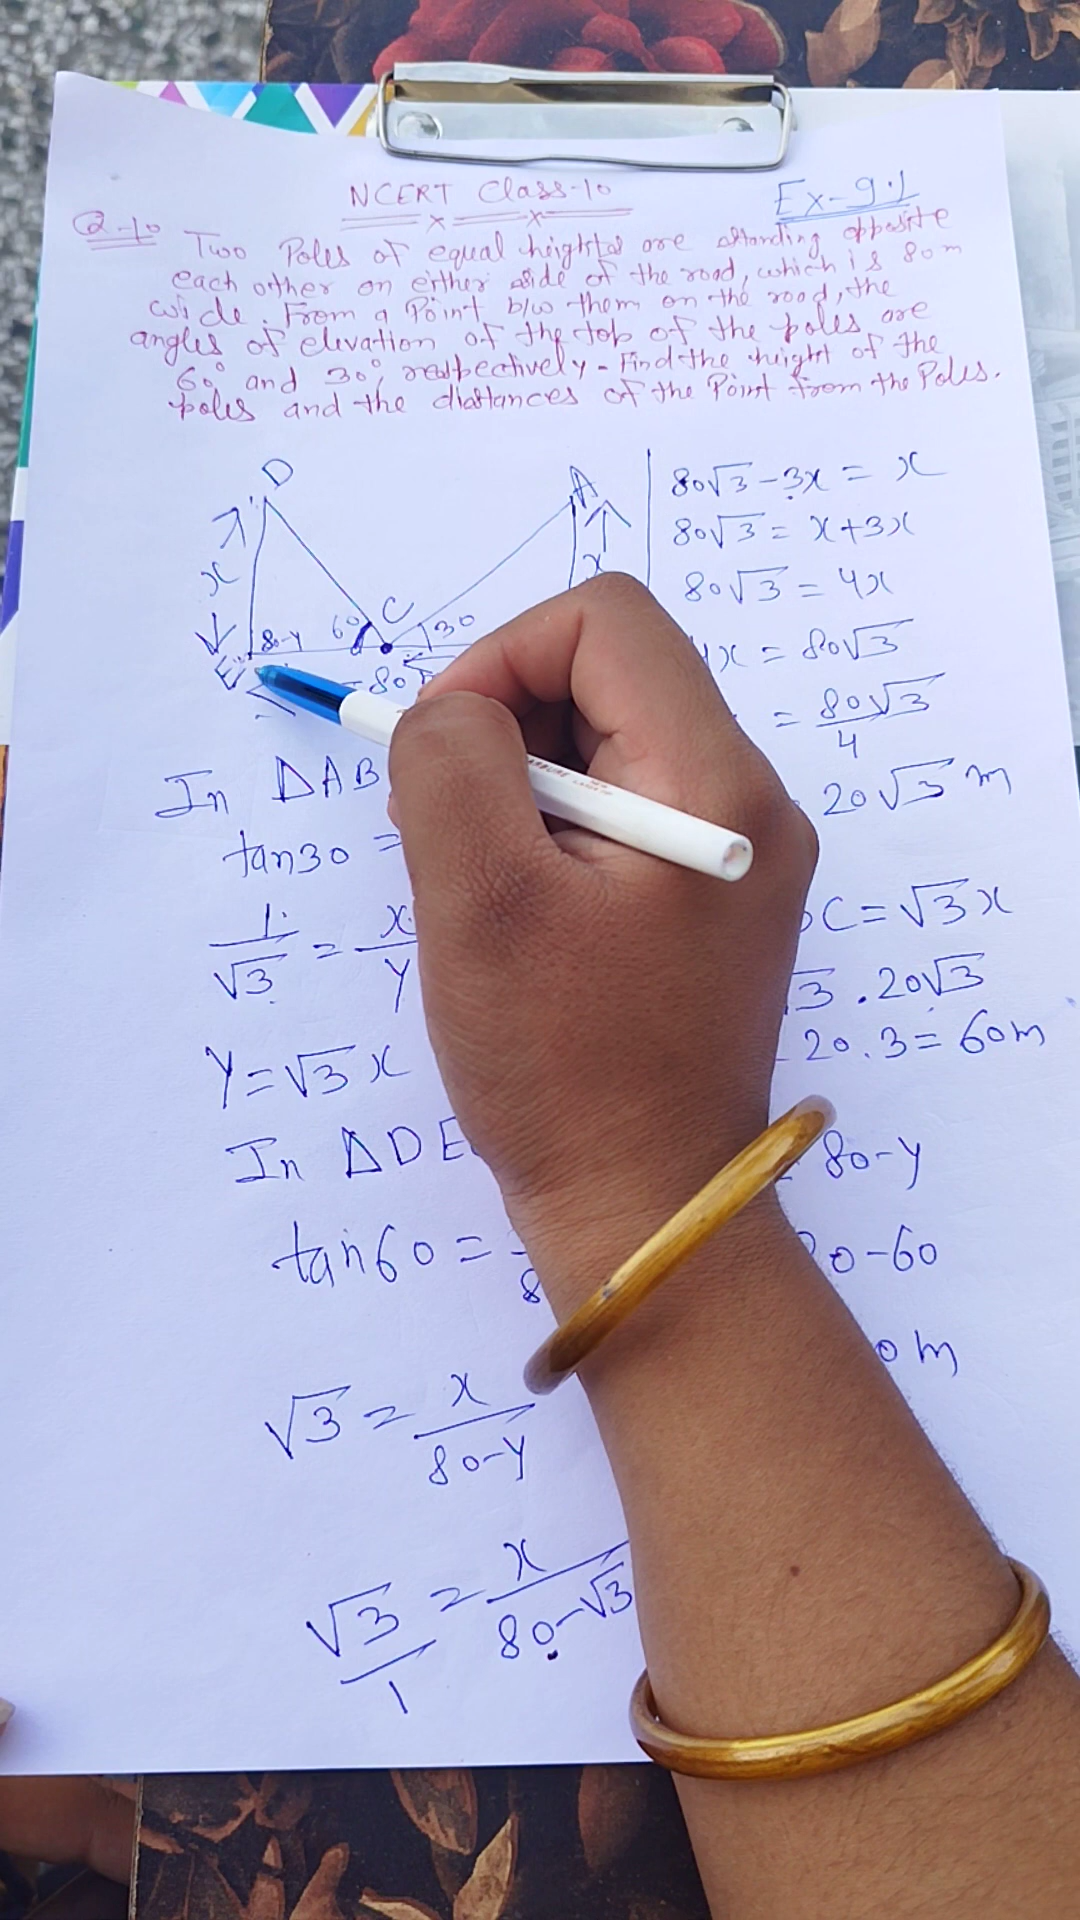 NCERT Class-10
Ex-9.1
Q-10 Two Poles of equal heights are standing opposite
each other on either side of the road, which is 80m
wide. From a Point b/w them on the road, the
angles of elevation of the top of the poles are
60° and 30° respectively - Find the height of the
poles and the distances of the Point from the Poles.
D
A
x
x
C
60
30
80-y
E
=80
In ΔAB
tan30 =
1/√3 = x/y
y=√3x
In ΔDE
tan60 =
8
√3 = x/80-y
√3/1 = x/80-√3
80√3-3x = x
80√3 = x+3x
80√3 = 4x
x = 80√3
= 80√3/4
20√3 m
C=√3x
3 . 20√3
20.3 = 60m
80-y
0-60
0 m